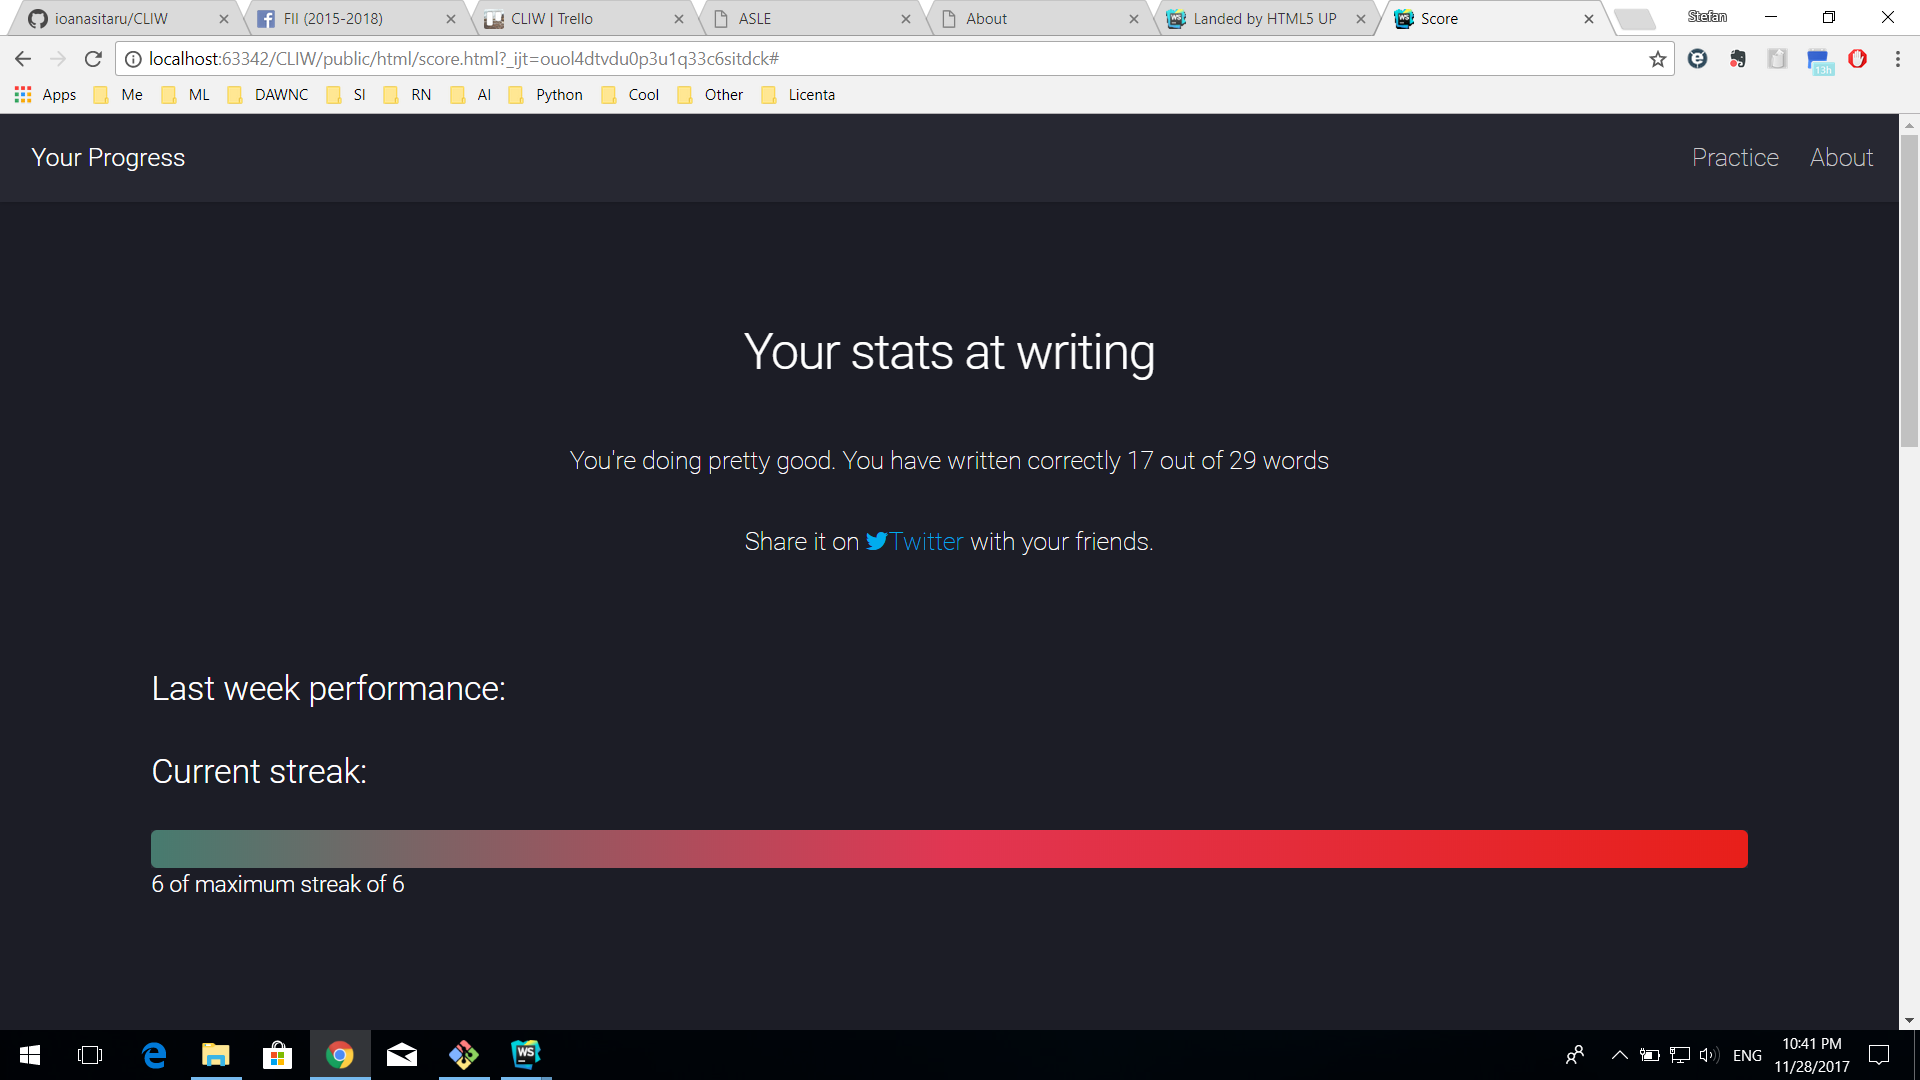 ioanasitaru/CLIW
FII (2015-2018)
CLIW | Trello
ASLE
About
Landed by HTML5 UP
Score
Stefan
localhost:63342/CLIW/public/html/score.html?_ijt=ouol4dtvdu0p3u1q33c6sitdck#
13h
Apps
Me
ML
DAWNC
SI
RN
AI
Python
Cool
Other
Licenta
Your Progress
Practice
About
Your stats at writing
You're doing pretty good. You have written correctly 17 out of 29 words
Share it on Twitter with your friends.
Last week performance:
Current streak:
6 of maximum streak of 6
WS
ENG
10:41 PM
11/28/2017